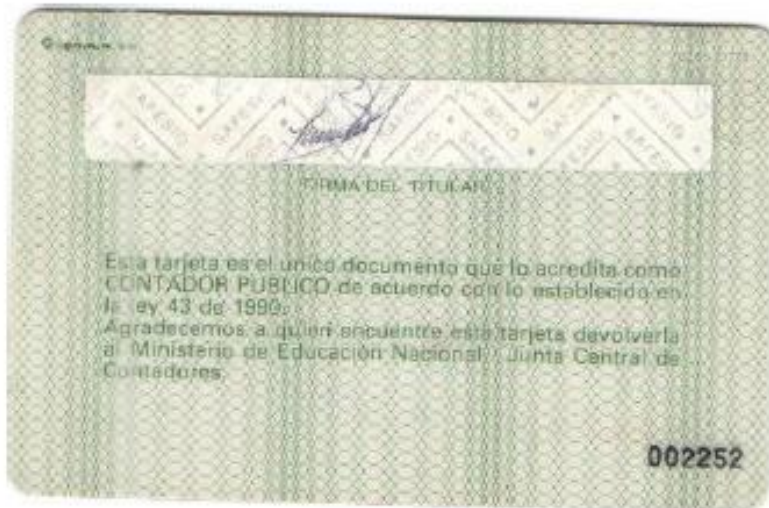 FIRMA DEL TITULAR
Esta tarjeta es el unico documento que lo acredita como
CONTADOR PUBLICO de acuerdo con lo establecido en
la ley 43 de 1990.
Agradecemos a quien encuentre esta tarjeta devolverla
al Ministerio de Educación Nacional Junta Central de
Contadores.
002252